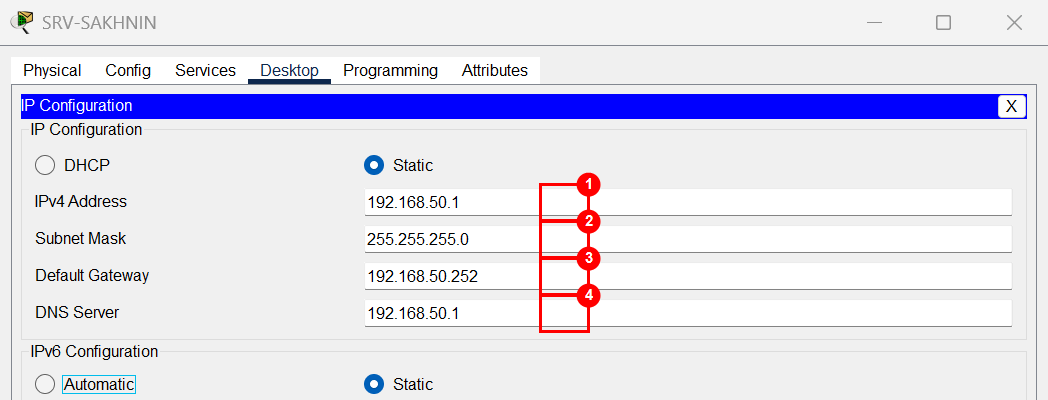 SRV-SAKHNIN
Physical Config Services Desktop Programming Attributes
IP Configuration X
IP Configuration
DHCP Static
1
IPv4 Address 192.168.50.1
2
Subnet Mask 255.255.255.0
3
Default Gateway 192.168.50.252
4
DNS Server 192.168.50.1
IPv6 Configuration
Automatic Static